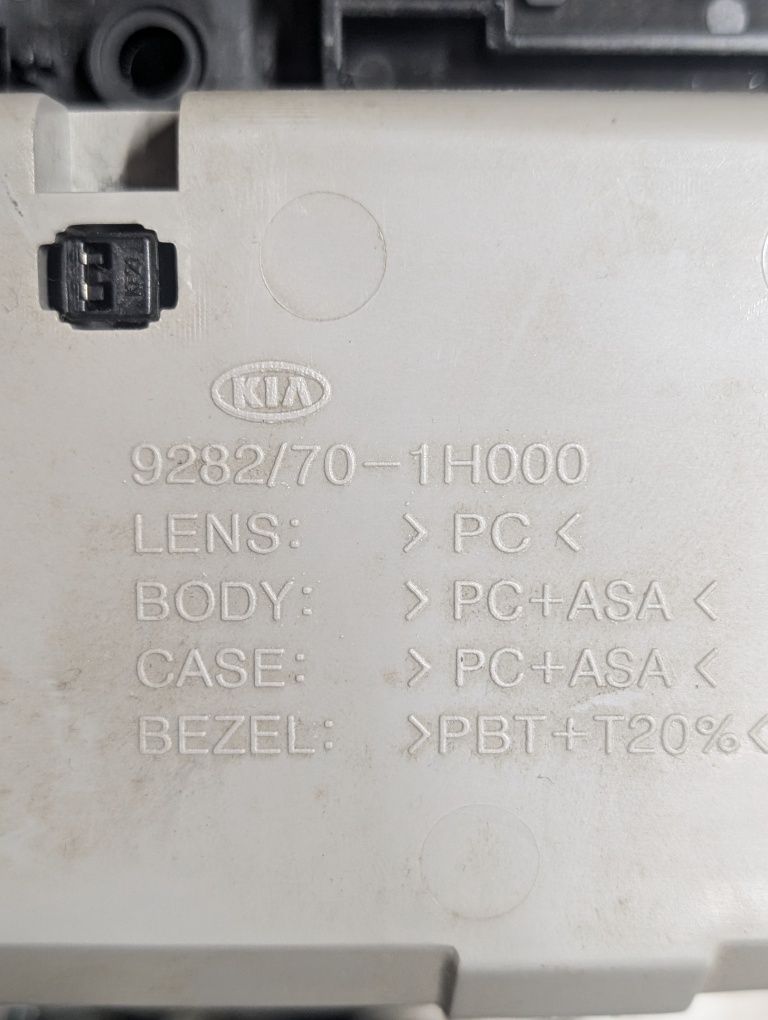 KIA
9282/70-1H000
LENS: > PC <
BODY: > PC+ASA <
CASE: > PC+ASA <
BEZEL: >PBT+T20%<